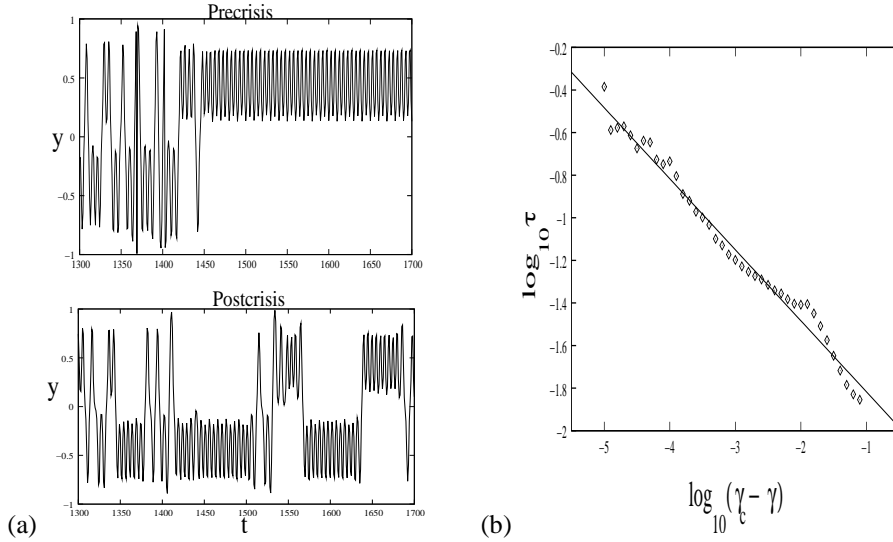 Precrisis
1
0.5
y
0
−0.5
−1
1300 1350 1400 1450 1500 1550 1600 1650 1700
Postcrisis
1
0.5
y
0
−0.5
−1
1300 1350 1400 1450 1500 1550 1600 1650 1700
(a)
t
−0.2
−0.4
−0.6
−0.8
−1
−1.2
−1.4
−1.6
−1.8
−2
log10 τ
−5 −4 −3 −2 −1
(b)
log10(γc − γ)